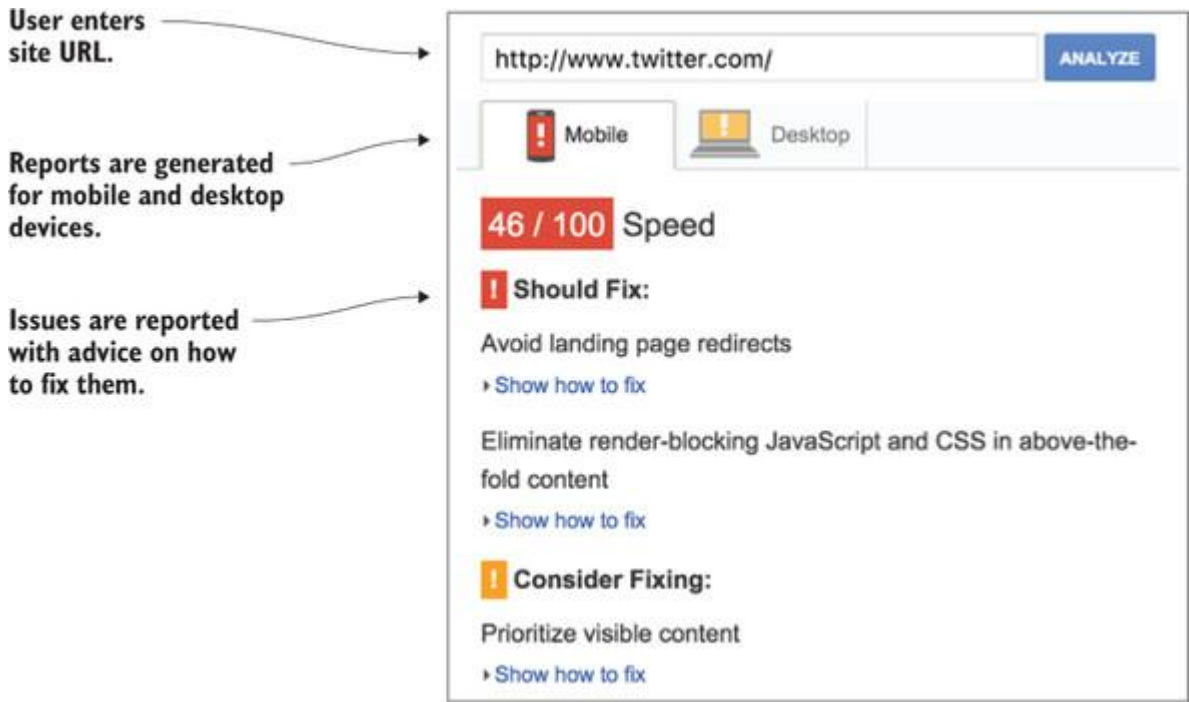 User enters
site URL.
http://www.twitter.com/
ANALYZE
Mobile
Desktop
Reports are generated
for mobile and desktop
devices.
46 / 100 Speed
! Should Fix:
Issues are reported
with advice on how
to fix them.
Avoid landing page redirects
Show how to fix
Eliminate render-blocking JavaScript and CSS in above-the-
fold content
Show how to fix
! Consider Fixing:
Prioritize visible content
Show how to fix